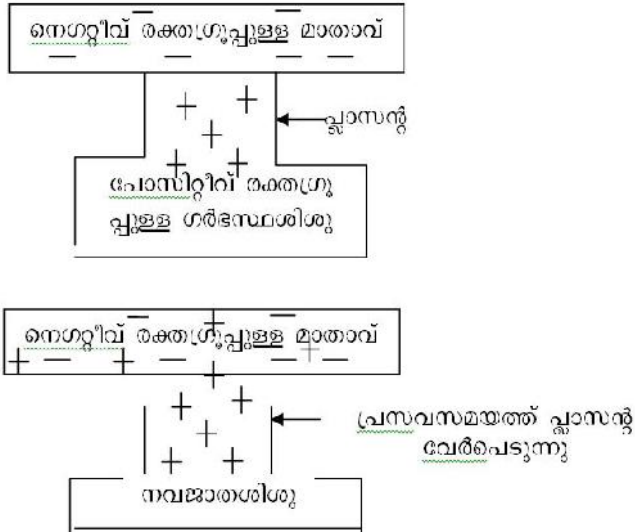 നെഗറ്റീവ് രക്തഗ്രൂപ്പുള്ള മാതാവ്
പ്ലാസന്റ
പോസിറ്റീവ് രക്തഗ്രൂ
പ്പുള്ള ഗർഭസ്ഥശിശു
നെഗറ്റീവ് രക്തഗ്രൂപ്പുള്ള മാതാവ്
പ്രസവസമയത്ത് പ്ലാസന്റ
വേർപെടുന്നു
നവജാതശിശു